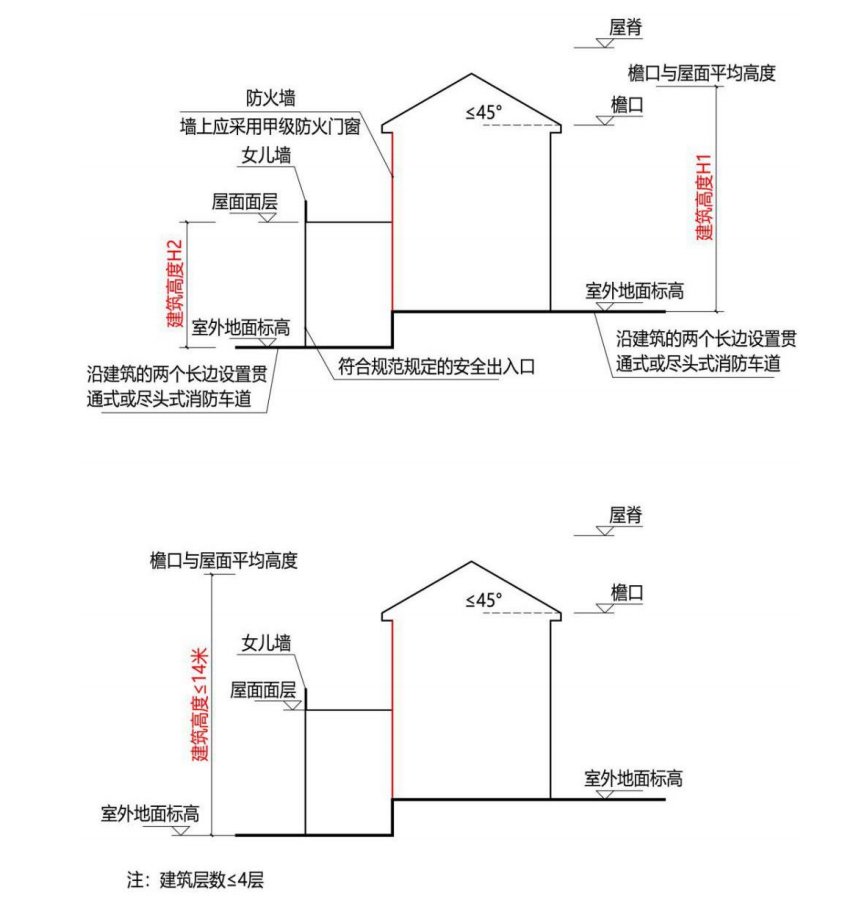 屋脊
檐口与屋面平均高度
防火墙
檐口
≤45°
墙上应采用甲级防火门窗
女儿墙
建筑高度H1
屋面面层
建筑高度H2
室外地面标高
室外地面标高
沿建筑的两个长边设置贯
通式或尽头式消防车道
符合规范规定的安全出入口
沿建筑的两个长边设置贯
通式或尽头式消防车道
屋脊
檐口与屋面平均高度
≤45°
檐口
女儿墙
建筑高度≤14米
屋面面层
室外地面标高
室外地面标高
注：建筑层数≤4层